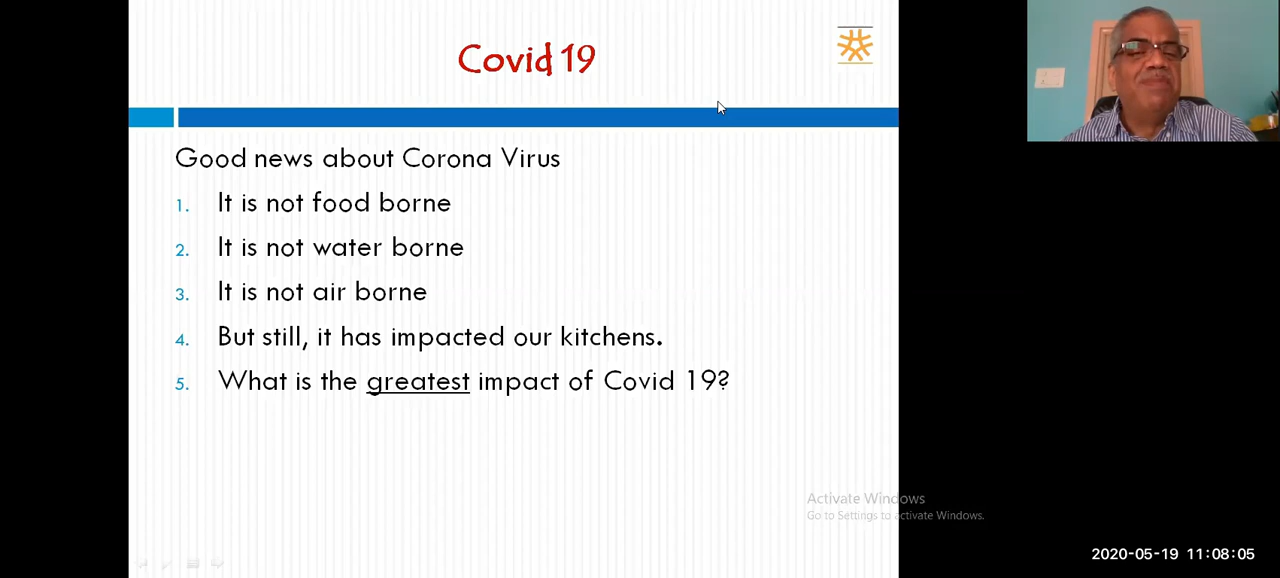 Covid 19
Good news about Corona Virus
1. It is not food borne
2. It is not water borne
3. It is not air borne
4. But still, it has impacted our kitchens.
5. What is the greatest impact of Covid 19?
Activate Windows
Go to Settings to activate Windows.
2020-05-19 11:08:05